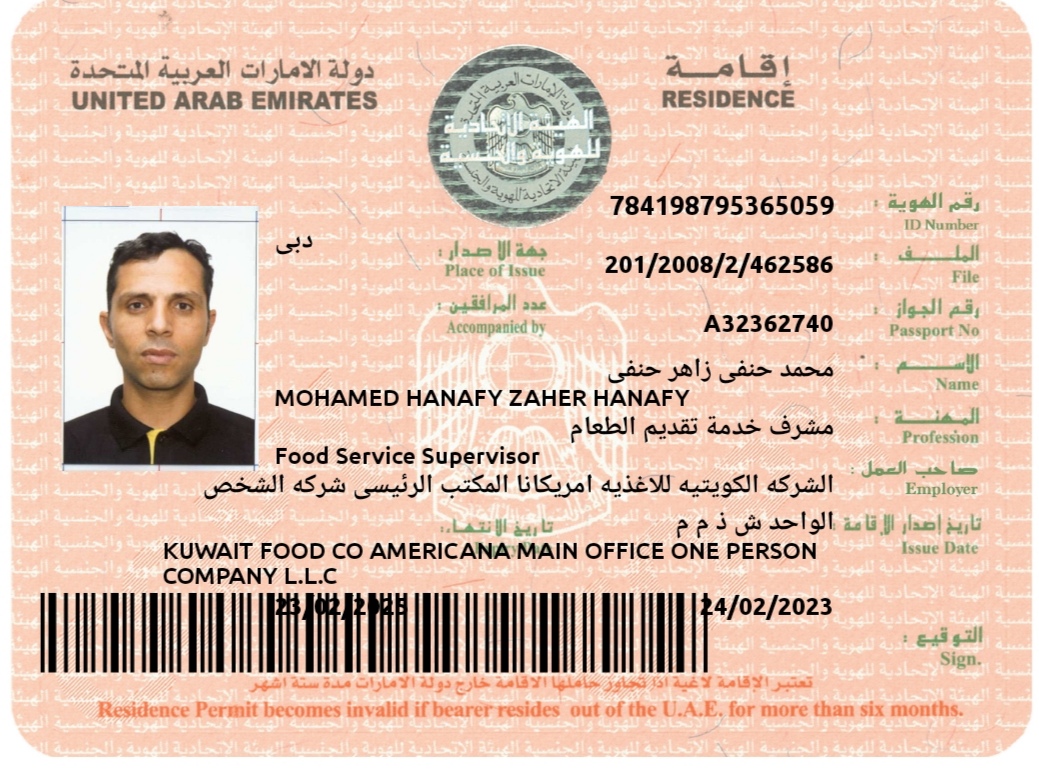 دولة الامارات العربية المتحدة
UNITED ARAB EMIRATES
إقامة
RESIDENCE
الهيئة الاتحادية
للهوية والجنسية
رقم الهوية :
784198795365059
ID Number
جهة الاصدار :
دبى
Place of Issue
الملف :
201/2008/2/462586
File
عدد المرافقين :
Accompanied by
رقم الجواز :
A32362740
Passport No
الاسم :
محمد حنفى زاهر حنفى
Name
MOHAMED HANAFY ZAHER HANAFY
المهنة :
مشرف خدمة تقديم الطعام
Profession
Food Service Supervisor
صاحب العمل :
الشركه الكويتيه للاغذيه امريكانا المكتب الرئيسى شركه الشخص
Employer
الواحد ش ذ م م
تاريخ إصدار الإقامة
تاريخ الانتهاء :
Issue Date
KUWAIT FOOD CO AMERICANA MAIN OFFICE ONE PERSON
COMPANY L.L.C
23/02/2025
24/02/2023
التوقيع :
Sign.
تعتبر الإقامة لاغية اذا تجاوز حاملها الاقامة خارج دولة الامارات مدة ستة اشهر
Residence Permit becomes invalid if bearer resides out of the U.A.E. for more than six months.